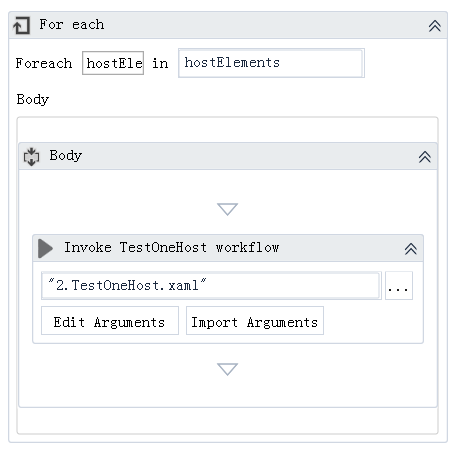 For each
Foreach hostEle in hostElements
Body
Body
Invoke TestOneHost workflow
"2.TestOneHost.xaml" ...
Edit Arguments Import Arguments